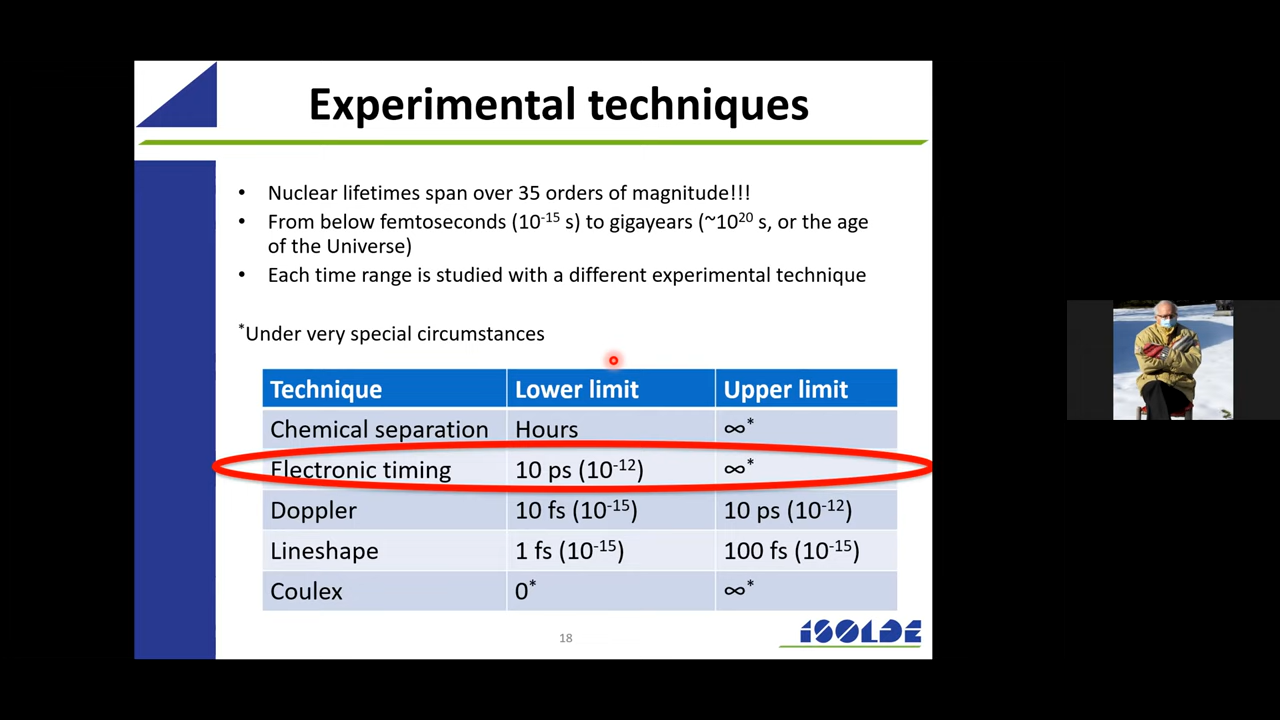 Experimental techniques
• Nuclear lifetimes span over 35 orders of magnitude!!!
• From below femtoseconds (10⁻¹⁵ s) to gigayears (~10²⁰ s, or the age
of the Universe)
• Each time range is studied with a different experimental technique
*Under very special circumstances
Technique Lower limit Upper limit
Chemical separation Hours ∞*
Electronic timing 10 ps (10⁻¹²) ∞*
Doppler 10 fs (10⁻¹⁵) 10 ps (10⁻¹²)
Lineshape 1 fs (10⁻¹⁵) 100 fs (10⁻¹⁵)
Coulex 0* ∞*
18
ISOLDE